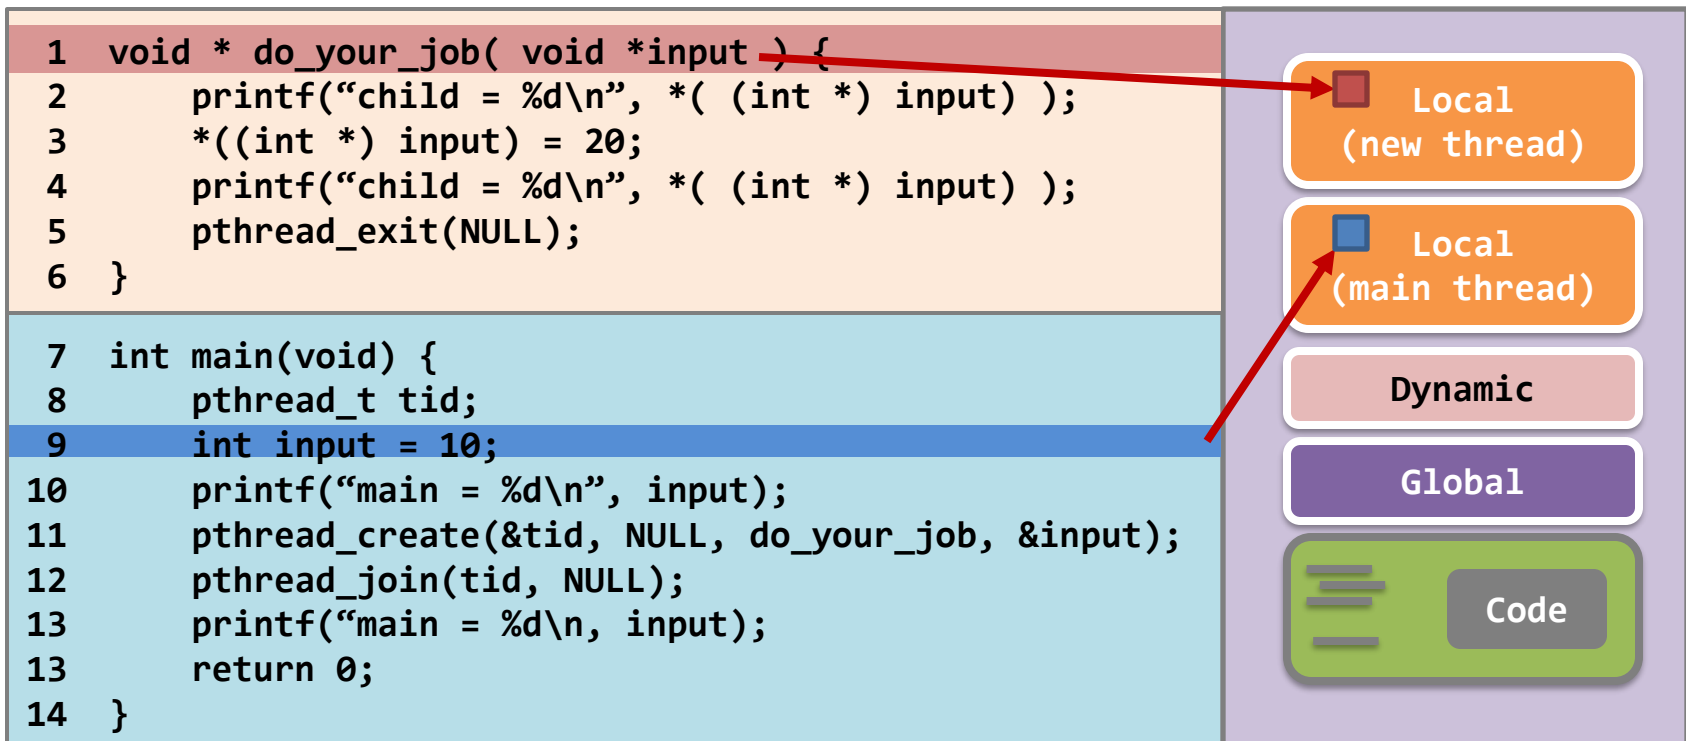 1 void * do_your_job( void *input ) {
2 printf(“child = %d\n”, *( (int *) input) );
3 *((int *) input) = 20;
4 printf(“child = %d\n”, *( (int *) input) );
5 pthread_exit(NULL);
6 }
7 int main(void) {
8 pthread_t tid;
9 int input = 10;
10 printf(“main = %d\n”, input);
11 pthread_create(&tid, NULL, do_your_job, &input);
12 pthread_join(tid, NULL);
13 printf(“main = %d\n, input);
13 return 0;
14 }
Local
(new thread)
Local
(main thread)
Dynamic
Global
Code